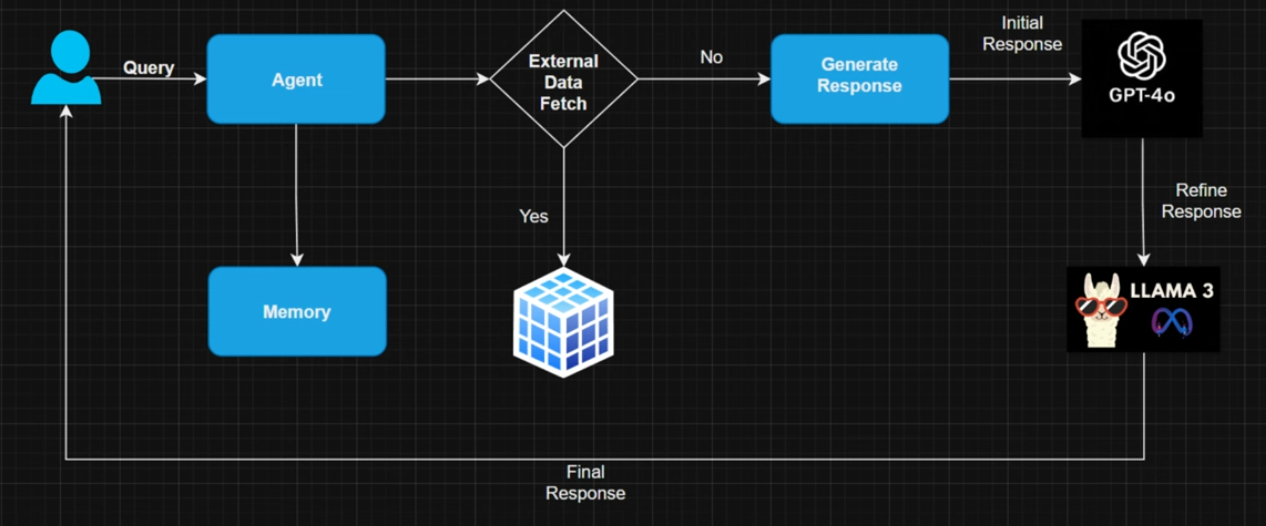 Query
Agent
External
Data
Fetch
No
Generate
Response
Initial
Response
GPT-4o
Yes
Refine
Response
Memory
LLAMA 3
Final
Response